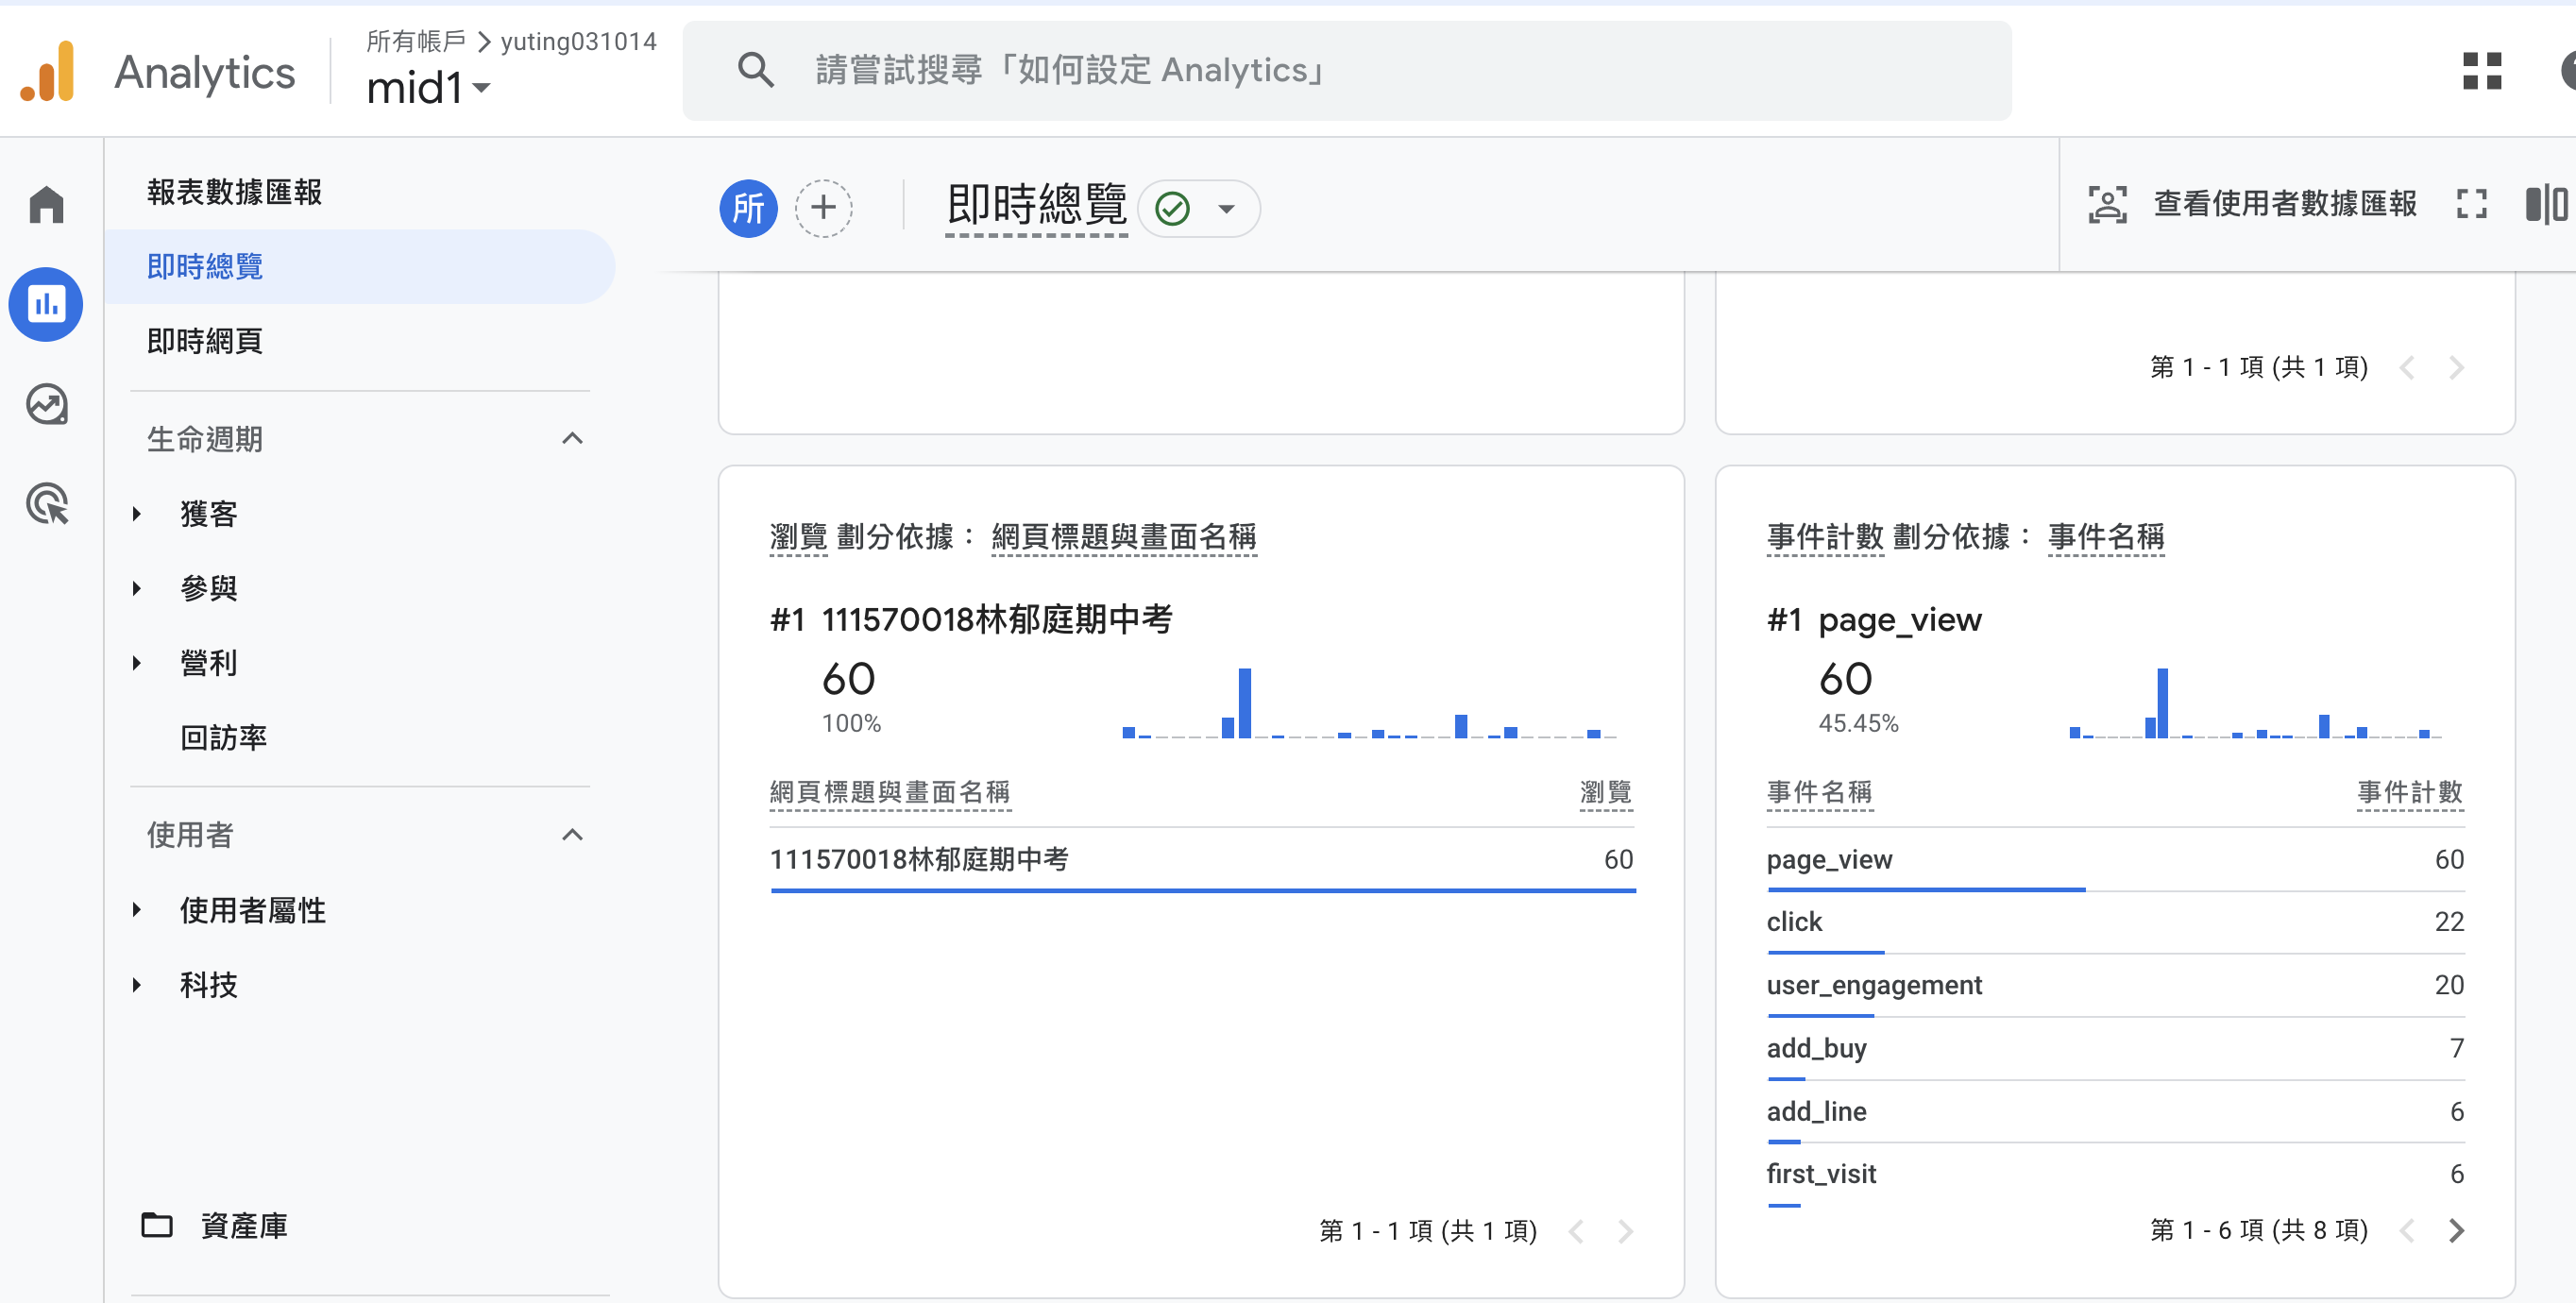 Analytics
所有帳戶 > yuting031014
mid1
請嘗試搜尋「如何設定 Analytics」
報表數據匯報
即時總覽
即時網頁
生命週期
獲客
參與
營利
回訪率
使用者
使用者屬性
科技
資產庫
所
即時總覽
查看使用者數據匯報
第 1 - 1 項 (共 1 項)
瀏覽 劃分依據： 網頁標題與畫面名稱
#1 111570018林郁庭期中考
60
100%
網頁標題與畫面名稱 瀏覽
111570018林郁庭期中考 60
第 1 - 1 項 (共 1 項)
事件計數 劃分依據： 事件名稱
#1 page_view
60
45.45%
事件名稱 事件計數
page_view 60
click 22
user_engagement 20
add_buy 7
add_line 6
first_visit 6
第 1 - 6 項 (共 8 項)